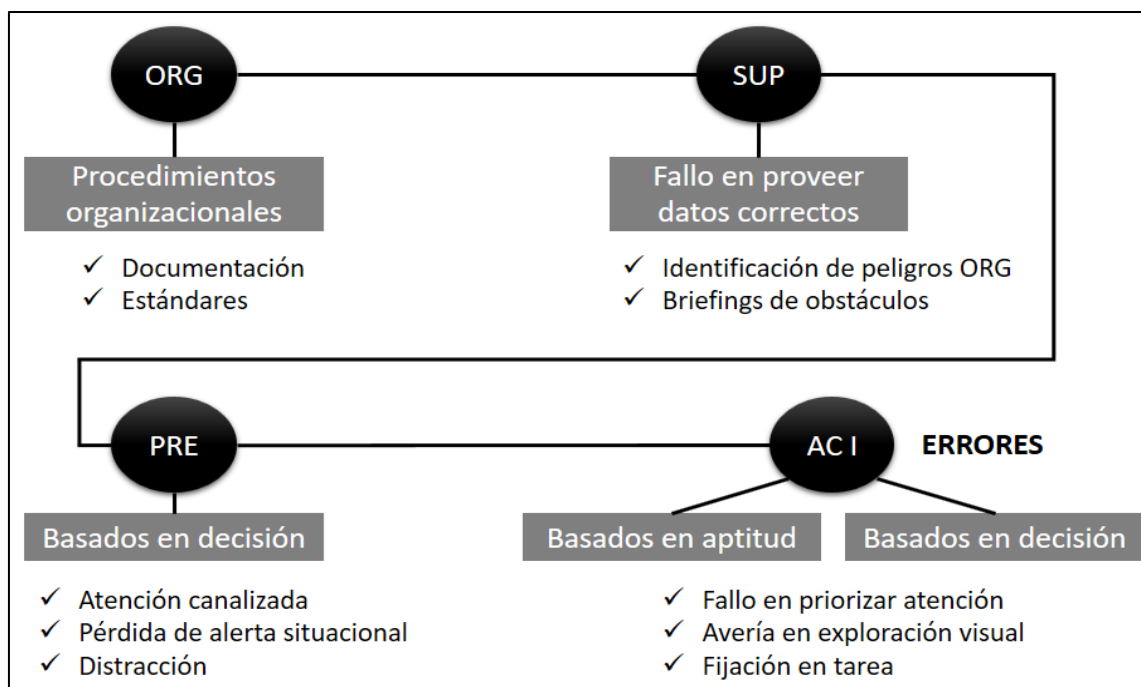 ORG
SUP
Procedimientos
organizacionales
Fallo en proveer
datos correctos
✓ Documentación
✓ Estándares
✓ Identificación de peligros ORG
✓ Briefings de obstáculos
PRE
AC I
ERRORES
Basados en decisión
Basados en aptitud
Basados en decisión
✓ Atención canalizada
✓ Pérdida de alerta situacional
✓ Distracción
✓ Fallo en priorizar atención
✓ Avería en exploración visual
✓ Fijación en tarea